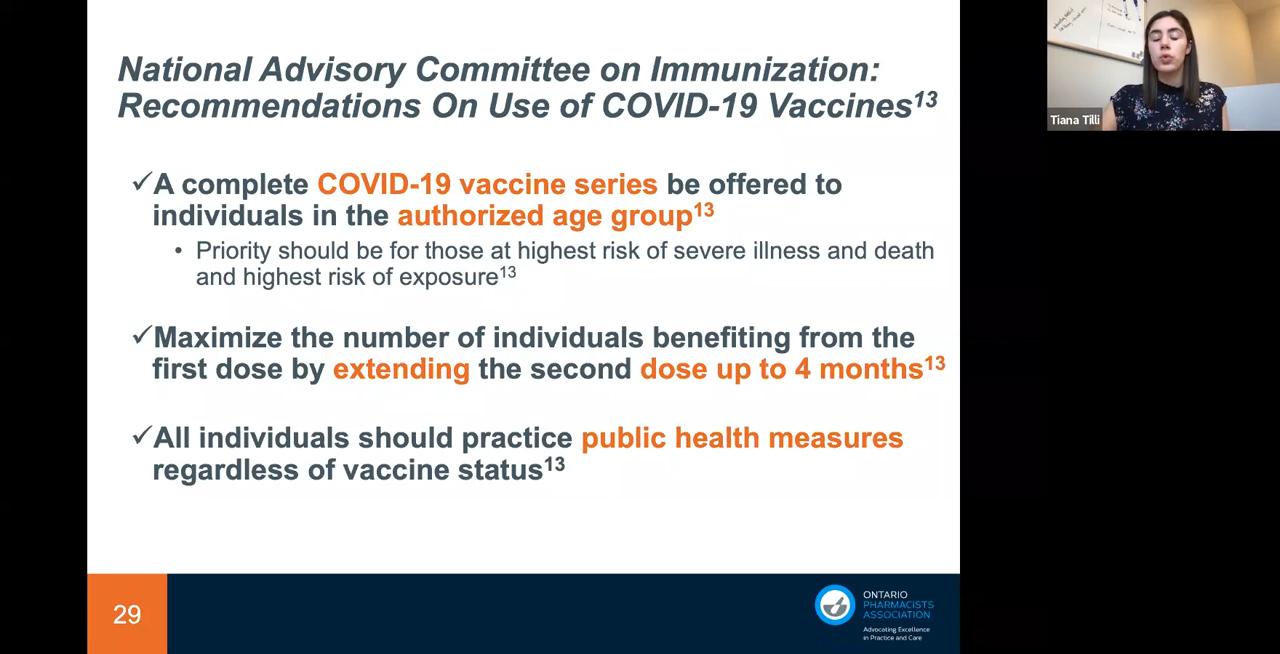 National Advisory Committee on Immunization:
Recommendations On Use of COVID-19 Vaccines13
✓A complete COVID-19 vaccine series be offered to
individuals in the authorized age group13
• Priority should be for those at highest risk of severe illness and death
and highest risk of exposure13
✓Maximize the number of individuals benefiting from the
first dose by extending the second dose up to 4 months13
✓All individuals should practice public health measures
regardless of vaccine status13
29
ONTARIO
PHARMACISTS
ASSOCIATION
Advocating Excellence
in Practice and Care
Tiana Tilli